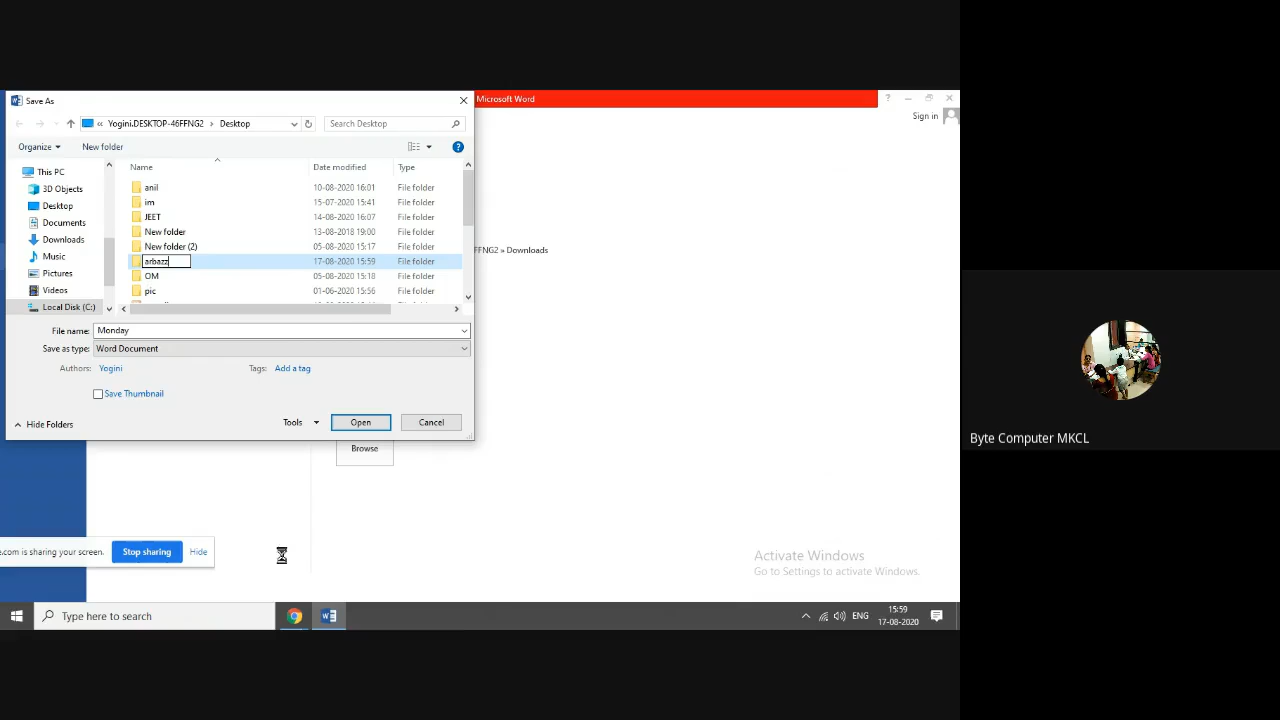 Save As
Microsoft Word
?
Sign in
« Yogini.DESKTOP-46FFNG2 > Desktop >
Search Desktop
Organize
New folder
?
This PC
3D Objects
Desktop
Documents
Downloads
Music
Pictures
Videos
Local Disk (C:)
Name Date modified Type
anil 10-08-2020 16:01 File folder
im 15-07-2020 15:41 File folder
JEET 14-08-2020 16:07 File folder
New folder 13-08-2018 19:00 File folder
New folder (2) 05-08-2020 15:17 File folder
arbazz 17-08-2020 15:59 File folder
OM 05-08-2020 15:18 File folder
pic 01-06-2020 15:56 File folder
FFNG2 » Downloads
File name: Monday
Save as type: Word Document
Authors: Yogini
Tags: Add a tag
Save Thumbnail
Hide Folders
Tools
Open
Cancel
Browse
Byte Computer MKCL
e.com is sharing your screen.
Stop sharing
Hide
Activate Windows
Go to Settings to activate Windows.
Type here to search
ENG
15:59
17-08-2020